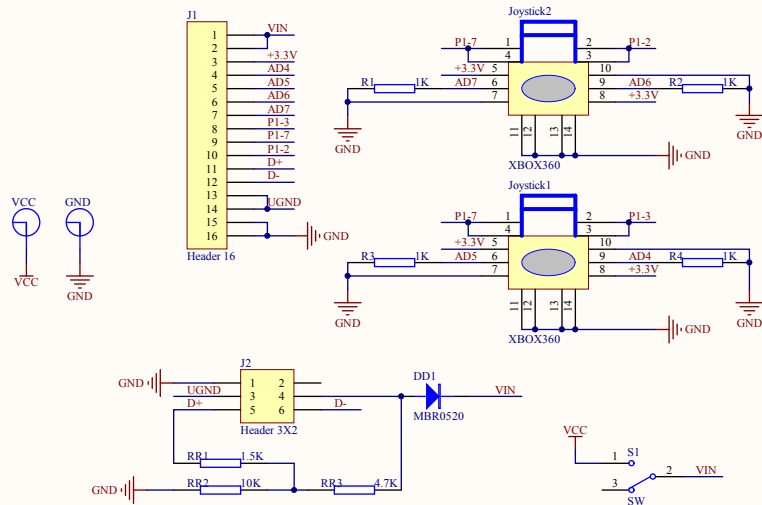 J1
1 VIN
2
3 +3.3V
4 AD4
5 AD5
6 AD6
7 AD7
8 P1-3
9 P1-7
10 P1-2
11 D+
12 D-
13
14 UGND
15
16 GND
Header 16
VCC
VCC
GND
GND
Joystick2
P1-7 1 2 P1-2
4 3
+3.3V 5 10
R1 1K AD7 6 9 AD6 R2 1K
7 8 +3.3V
GND
GND
11 12 13 14
GND
XBOX360
Joystick1
P1-7 1 2 P1-3
4 3
+3.3V 5 10
R3 1K AD5 6 9 AD4 R4 1K
7 8 +3.3V
GND
GND
11 12 13 14
GND
XBOX360
J2
GND 1 2
UGND 3 4
D+ 5 6 D-
Header 3X2
DD1
VIN
MBR0520
RR1 1.5K
GND RR2 10K RR3 4.7K
VCC
1 S1
2 VIN
3 SW